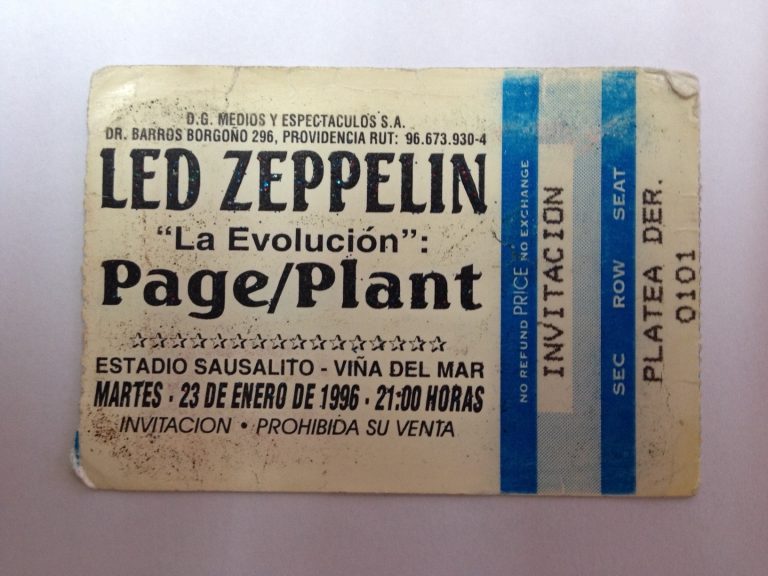 D.G. MEDIOS Y ESPECTACULOS S.A.
DR. BARROS BORGOÑO 296, PROVIDENCIA RUT: 96.673.930-4
LED ZEPPELIN
“La Evolución”:
Page/Plant
☆☆☆☆☆☆☆☆☆☆☆☆☆☆☆☆
ESTADIO SAUSALITO - VIÑA DEL MAR
MARTES · 23 DE ENERO DE 1996 · 21:00 HORAS
INVITACION • PROHIBIDA SU VENTA
NO REFUND PRICE NO EXCHANGE
INVITACION
SEC ROW SEAT
PLATEA DER.
0101